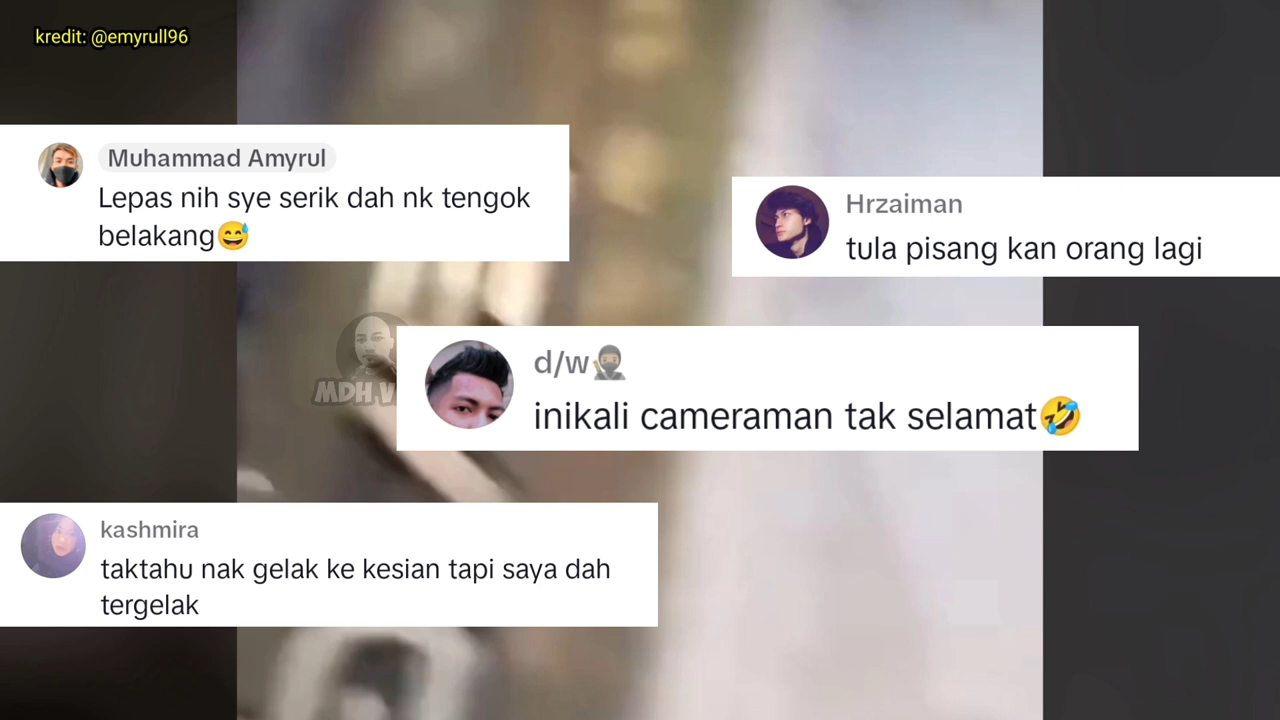 kredit: @emyrull96
Muhammad Amyrul
Lepas nih sye serik dah nk tengok
belakang😅
Hrzaiman
tula pisang kan orang lagi
MDH
d/w🥷
inikali cameraman tak selamat🤣
kashmira
taktahu nak gelak ke kesian tapi saya dah
tergelak